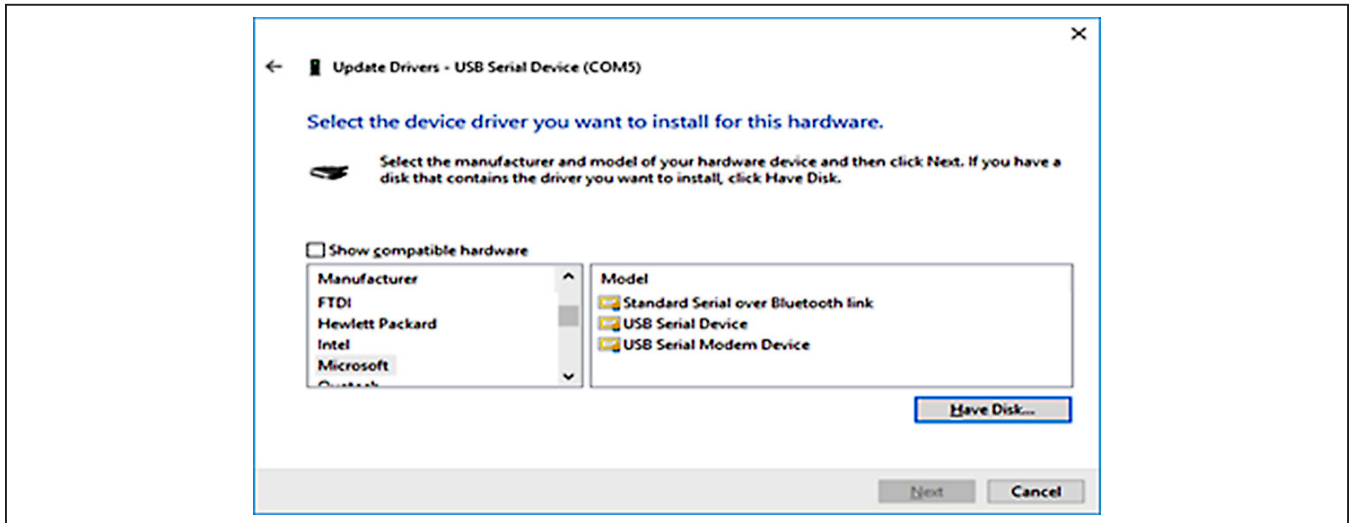 Update Drivers - USB Serial Device (COM5)
Select the device driver you want to install for this hardware.
Select the manufacturer and model of your hardware device and then click Next. If you have a
disk that contains the driver you want to install, click Have Disk.
Show compatible hardware
Manufacturer
FTDI
Hewlett Packard
Intel
Microsoft
Model
Standard Serial over Bluetooth link
USB Serial Device
USB Serial Modem Device
Have Disk...
Next
Cancel